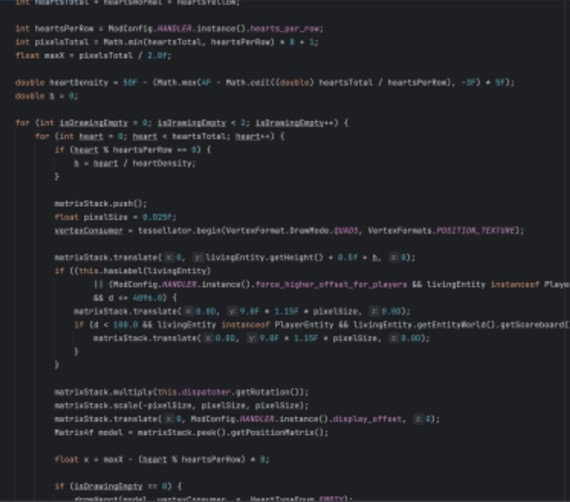 int heartsTotal = heartsNormal + heartsYellow;
int heartsPerRow = ModConfig.HANDLER.instance().hearts_per_row;
int pixelsTotal = Math.min(heartsTotal, heartsPerRow) * 8 + 1;
float maxX = pixelsTotal / 2.0f;
double heartDensity = 50F - (Math.max(4F - Math.ceil((double) heartsTotal / heartsPerRow), -3F) * 5F);
double h = 0;
for (int isDrawingEmpty = 0; isDrawingEmpty < 2; isDrawingEmpty++) {
for (int heart = 0; heart < heartsTotal; heart++) {
if (heart % heartsPerRow == 0) {
h = heart / heartDensity;
}
matrixStack.push();
float pixelSize = 0.025F;
vertexConsumer = tessellator.begin(VertexFormat.DrawMode.QUADS, VertexFormats.POSITION_TEXTURE);
matrixStack.translate( x: 0, y: livingEntity.getHeight() + 0.5f + h, z: 0);
if ((this.hasLabel(livingEntity)
|| (ModConfig.HANDLER.instance().force_higher_offset_for_players && livingEntity instanceof Playe
&& d <= 4096.0) {
matrixStack.translate( x: 0.0D, y: 9.0F * 1.15F * pixelSize, z: 0.0D);
if (d < 100.0 && livingEntity instanceof PlayerEntity && livingEntity.getEntityWorld().getScoreboard(
matrixStack.translate( x: 0.0D, y: 9.0F * 1.15F * pixelSize, z: 0.0D);
}
}
matrixStack.multiply(this.dispatcher.getRotation());
matrixStack.scale(-pixelSize, pixelSize, pixelSize);
matrixStack.translate( x: 0, ModConfig.HANDLER.instance().display_offset, z: 0);
Matrix4f model = matrixStack.peek().getPositionMatrix();
float x = maxX - (heart % heartsPerRow) * 8;
if (isDrawingEmpty == 0) {
drawHeart(model, vertexConsumer, x, HeartTypeEnum.EMPTY);